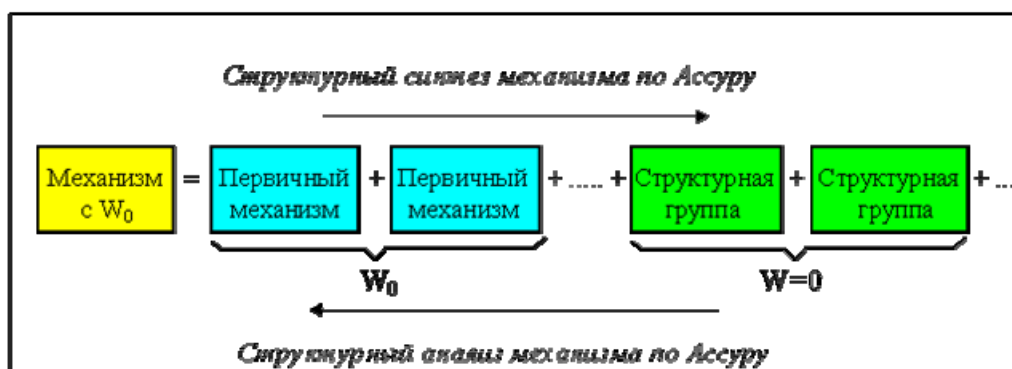 Структурный синтез механизма по Ассуру
Механизм с W₀ = Первичный механизм + Первичный механизм + ..... + Структурная группа + Структурная группа + ...
W₀ W=0
Структурный анализ механизма по Ассуру